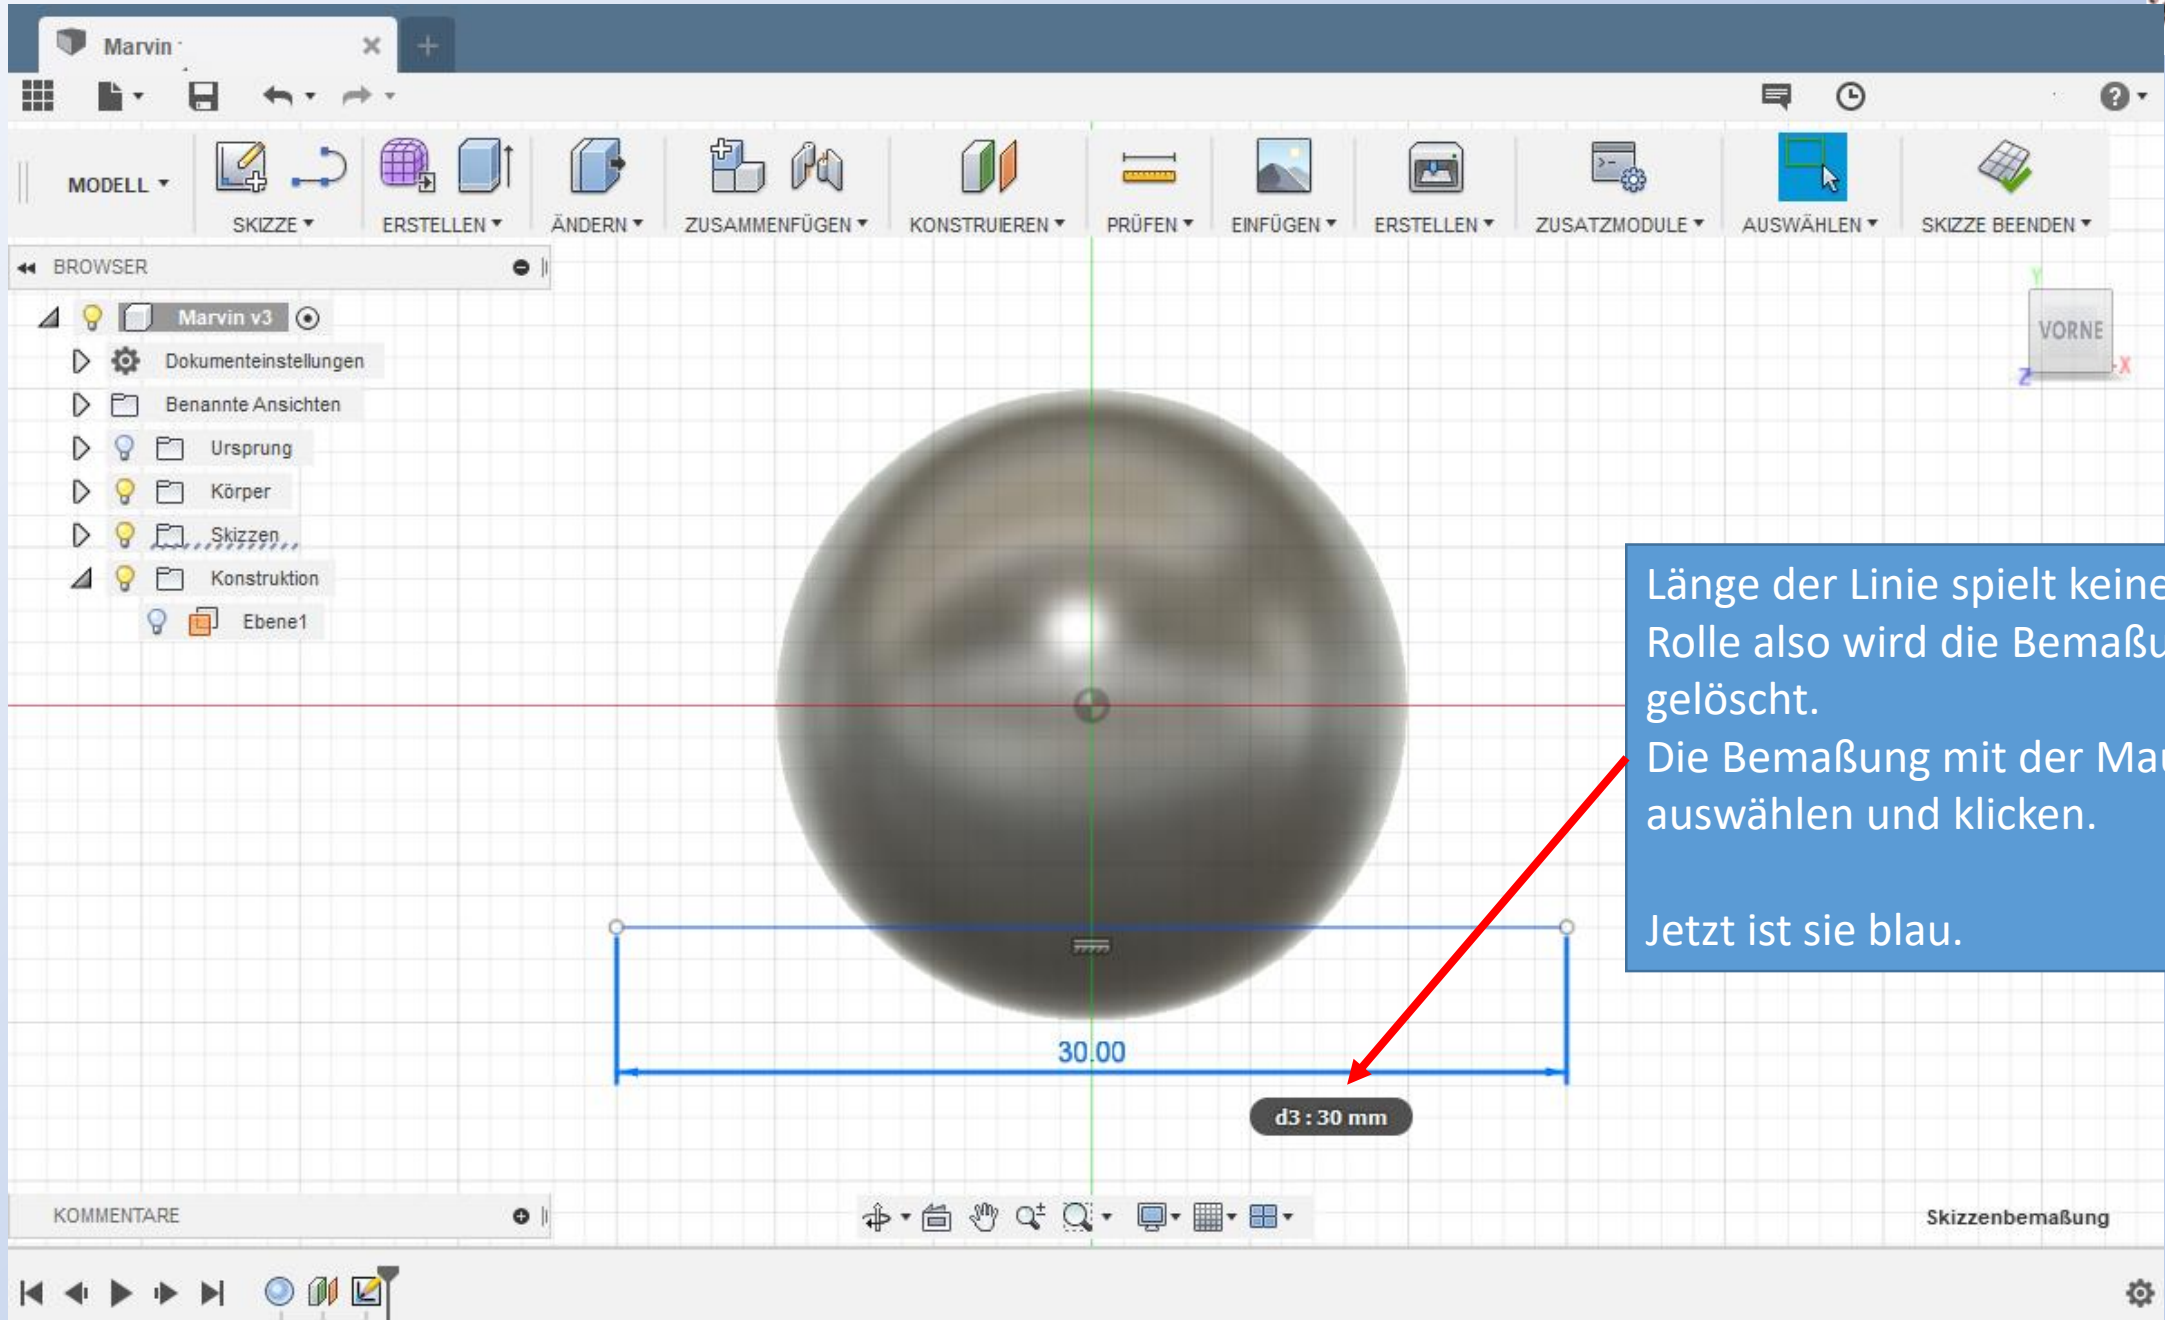 Marvin
MODELL
SKIZZE
ERSTELLEN
ÄNDERN
ZUSAMMENFÜGEN
KONSTRUIEREN
PRÜFEN
EINFÜGEN
ERSTELLEN
ZUSATZMODULE
AUSWÄHLEN
SKIZZE BEENDEN
BROWSER
Marvin v3
Dokumenteinstellungen
Benannte Ansichten
Ursprung
Körper
Skizzen
Konstruktion
Ebene1
Y
VORNE
X
Z
Länge der Linie spielt keine
Rolle also wird die
gelöscht.
Die Bemaßung mit der
auswählen und klicken.
Jetzt ist sie blau.
30.00
d3 : 30 mm
KOMMENTARE
Skizzenbemaßung